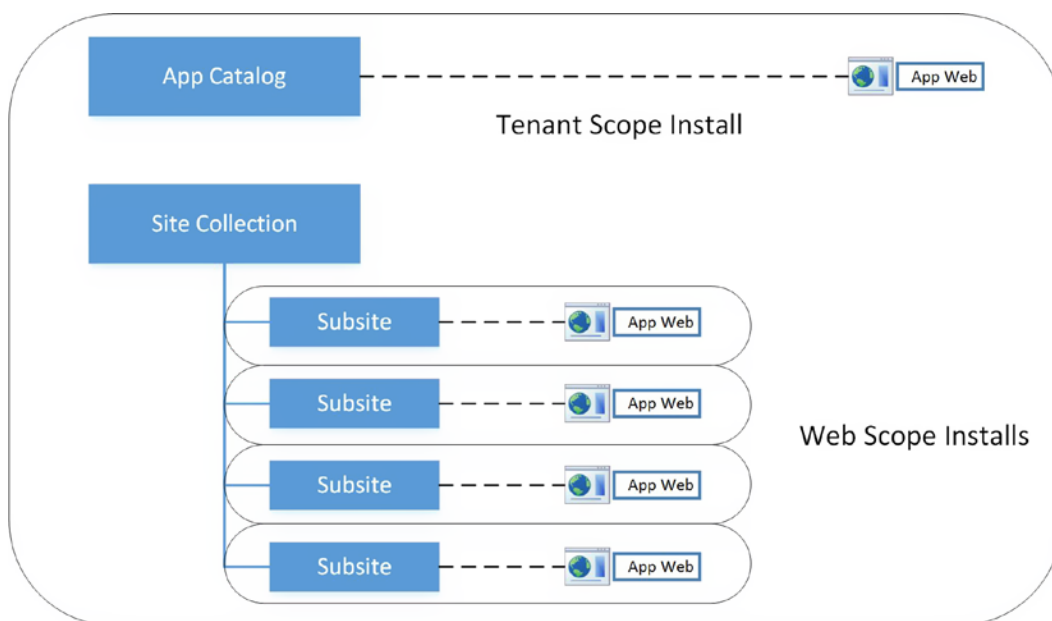 App Catalog
App Web
Tenant Scope Install
Site Collection
Subsite
App Web
Subsite
App Web
Web Scope Installs
Subsite
App Web
Subsite
App Web